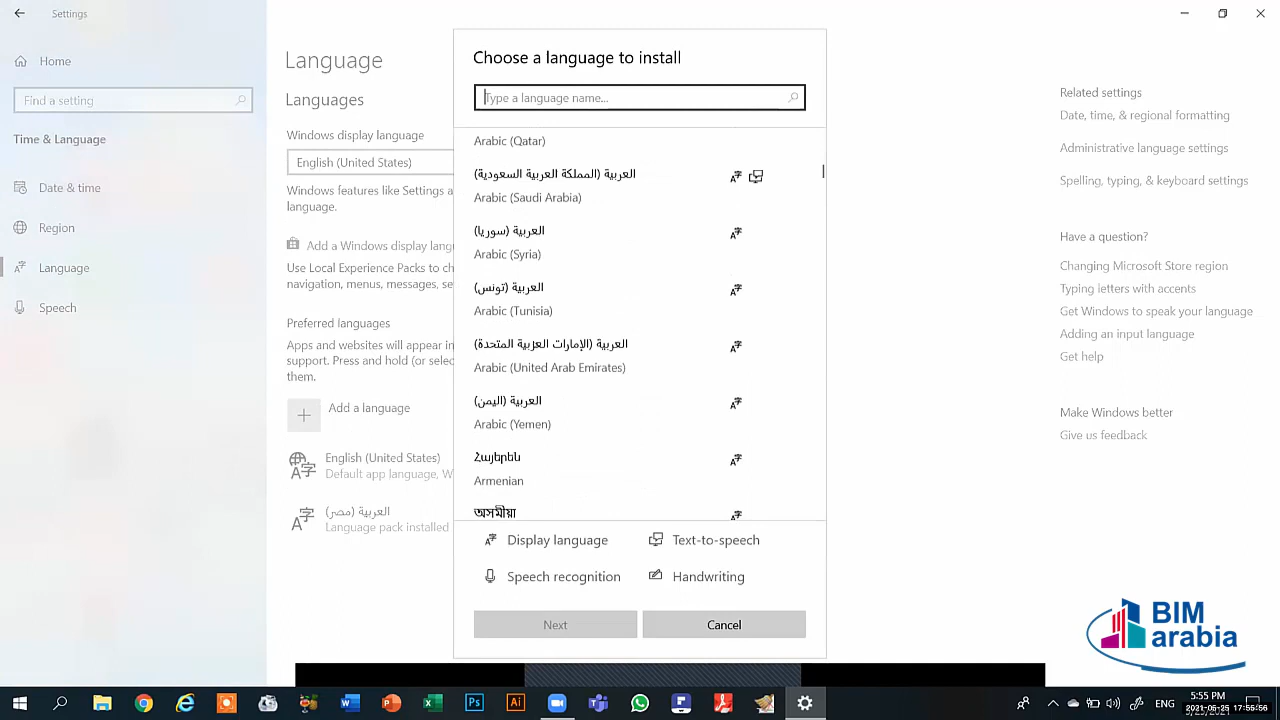 Settings
Home
Find a setting
Time & Language
Date & time
Region
Language
Speech
Language
Languages
Windows display language
English (United States)
Windows features like Settings a
language.
Add a Windows display langu
Use Local Experience Packs to ch
navigation, menus, messages, se
Preferred languages
Apps and websites will appear in
support. Press and hold (or selec
them.
Add a language
English (United States)
Default app language, W
العربية (مصر)
Language pack installed
Choose a language to install
Type a language name...
Arabic (Qatar)
العربية (المملكة العربية السعودية)
Arabic (Saudi Arabia)
العربية (سوريا)
Arabic (Syria)
العربية (تونس)
Arabic (Tunisia)
العربية (الإمارات العربية المتحدة)
Arabic (United Arab Emirates)
العربية (اليمن)
Arabic (Yemen)
Հայերեն
Armenian
অসমীয়া
Display language
Text-to-speech
Speech recognition
Handwriting
Next
Cancel
Related settings
Date, time, & regional formatting
Administrative language settings
Spelling, typing, & keyboard settings
Have a question?
Changing Microsoft Store region
Typing letters with accents
Get Windows to speak your language
Adding an input language
Get help
Make Windows better
Give us feedback
BIM
arabia
ENG
5:55 PM